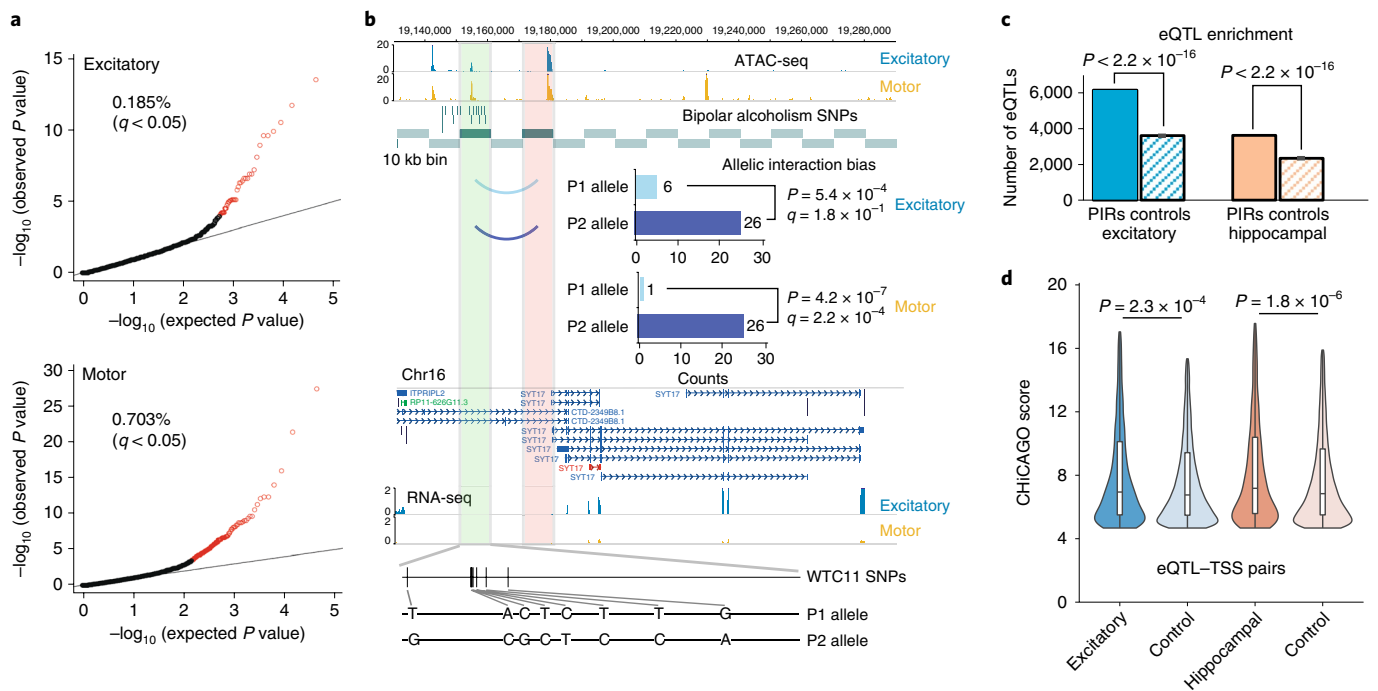 a
Excitatory
0.185%
(q < 0.05)
–log10 (observed P value)
15
10
5
0
0 1 2 3 4 5
–log10 (expected P value)
Motor
0.703%
(q < 0.05)
–log10 (observed P value)
30
25
20
15
10
5
0
0 1 2 3 4 5
–log10 (expected P value)
b
19,140,000 19,160,000 19,180,000 19,200,000 19,220,000 19,240,000 19,260,000 19,280,000
20
0
ATAC-seq
Excitatory
20
0
Motor
Bipolar alcoholism SNPs
10 kb bin
Allelic interaction bias
P1 allele 6
P2 allele 26
P = 5.4 × 10–4
q = 1.8 × 10–1
Excitatory
0 10 20 30
P1 allele 1
P2 allele 26
P = 4.2 × 10–7
q = 2.2 × 10–4
Motor
0 10 20 30
Counts
Chr16
ITPRIPL2 SYT17 SYT17
RP11-626G11.3 SYT17
CTD-2349B8.1
CTD-2349B8.1
SYT17
SYT17
SYT17
SYT17
SYT17
SYT17
2
0
RNA-seq
Excitatory
2
0
Motor
WTC11 SNPs
T A C T C T T G P1 allele
G C G C T C C A P2 allele
c
eQTL enrichment
P < 2.2 × 10–16 P < 2.2 × 10–16
Number of eQTLs
6,000
4,000
2,000
0
PIRs controls PIRs controls
excitatory hippocampal
d
20
16
12
8
4
0
CHiCAGO score
P = 2.3 × 10–4 P = 1.8 × 10–6
eQTL–TSS pairs
Excitatory Control Hippocampal Control